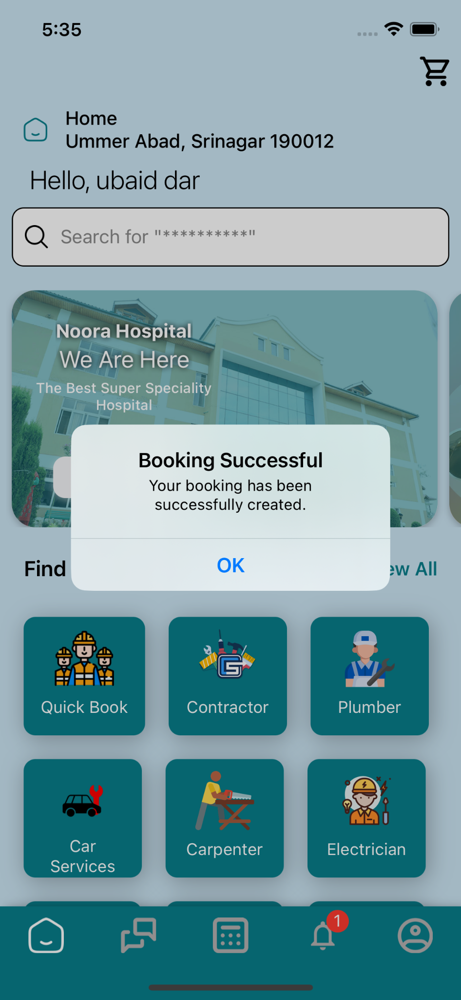 5:35
Home
Ummer Abad, Srinagar 190012
Hello, ubaid dar
Search for "***********"
Noora Hospital
We Are Here
The Best Super Speciality
Hospital
Booking Successful
Your booking has been
successfully created.
OK
Find
ew All
Quick Book
Contractor
Plumber
Car
Services
Carpenter
Electrician
1